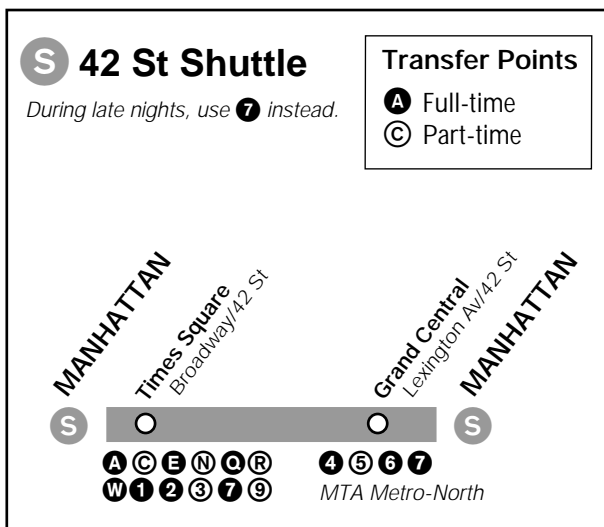 S 42 St Shuttle
During late nights, use 7 instead.
Transfer Points
A Full-time
C Part-time
MANHATTAN
Times Square
Broadway/42 St
Grand Central
Lexington Av/42 St
MANHATTAN
S
S
A C E N Q R
W 1 2 3 7 9
4 5 6 7
MTA Metro-North